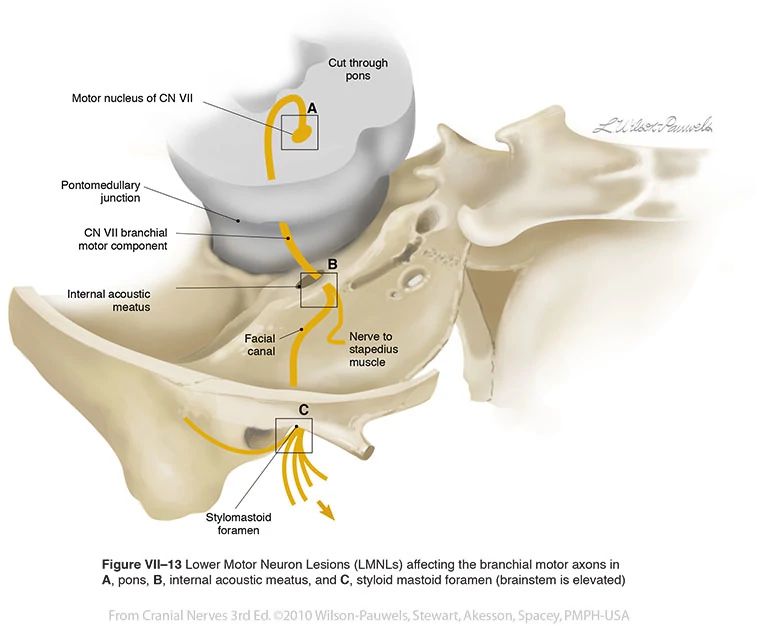 Cut through
pons
L Wilson-Pauwels
Motor nucleus of CN VII
A
Pontomedullary
junction
CN VII branchial
motor component
B
Internal acoustic
meatus
Facial
canal
Nerve to
stapedius
muscle
C
Stylomastoid
foramen
Figure VII–13 Lower Motor Neuron Lesions (LMNLs) affecting the branchial motor axons in
A, pons, B, internal acoustic meatus, and C, styloid mastoid foramen (brainstem is elevated)
From Cranial Nerves 3rd Ed. ©2010 Wilson-Pauwels, Stewart, Akesson, Spacey, PMPH-USA